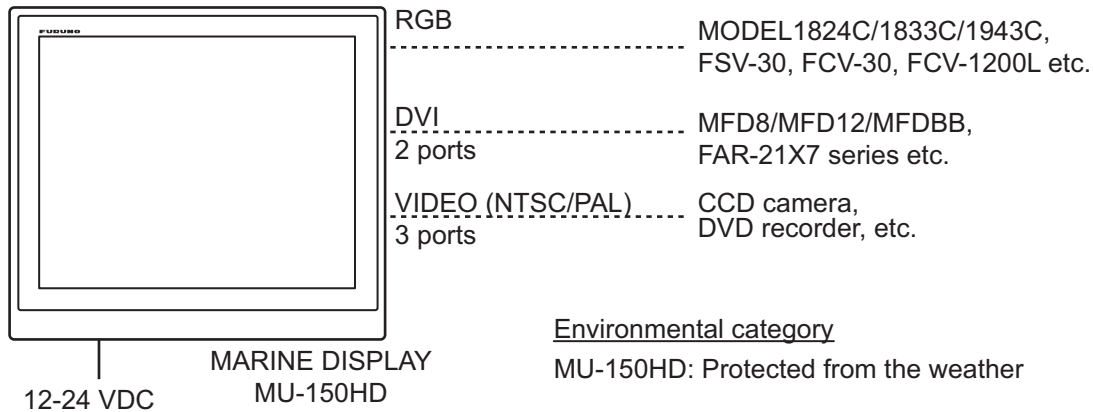 FURUNO
RGB
MODEL1824C/1833C/1943C,
FSV-30, FCV-30, FCV-1200L etc.
DVI
2 ports
MFD8/MFD12/MFDBB,
FAR-21X7 series etc.
VIDEO (NTSC/PAL)
3 ports
CCD camera,
DVD recorder, etc.
Environmental category
MU-150HD: Protected from the weather
MARINE DISPLAY
MU-150HD
12-24 VDC